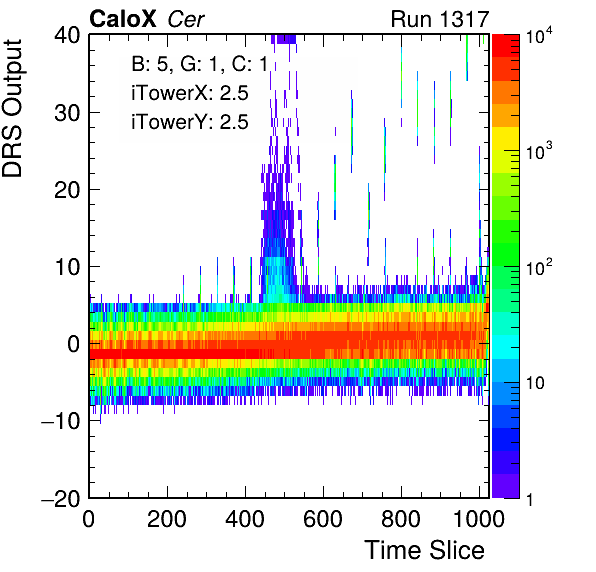 CaloX Cer Run 1317
DRS Output
B: 5, G: 1, C: 1
iTowerX: 2.5
iTowerY: 2.5
40
30
20
10
0
−10
−20
0 200 400 600 800 1000
Time Slice
10^4
10^3
10^2
10
1